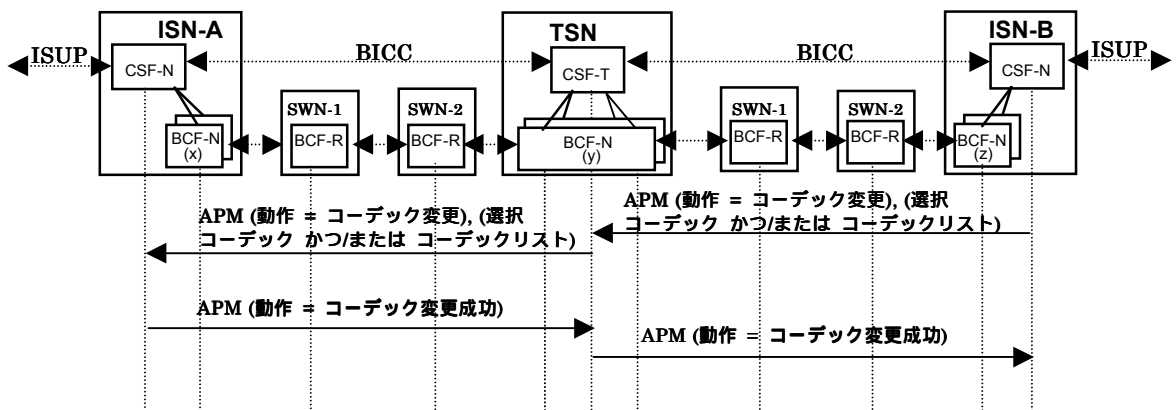 ISN-A
TSN
ISN-B
ISUP
BICC
BICC
ISUP
CSF-N
CSF-T
CSF-N
SWN-1
SWN-2
SWN-1
SWN-2
BCF-N
(x)
BCF-R
BCF-R
BCF-N
(y)
BCF-R
BCF-R
BCF-N
(z)
APM (動作 = コーデック変更), (選択
コーデック かつ/または コーデックリスト)
APM (動作 = コーデック変更), (選択
コーデック かつ/または コーデックリスト)
APM (動作 = コーデック変更成功)
APM (動作 = コーデック変更成功)